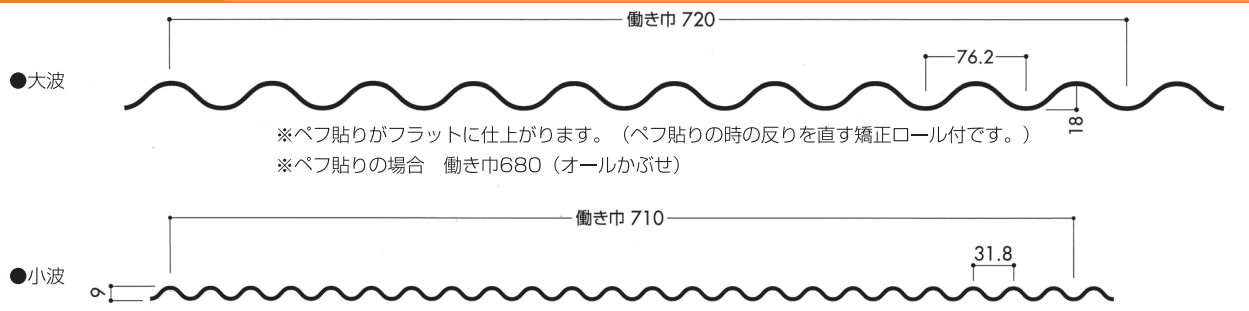 働き巾 720
76.2
●大波
18
※ペフ貼りがフラットに仕上がります。（ペフ貼りの時の反りを直す矯正ロール付です。）
※ペフ貼りの場合　働き巾680（オールかぶせ）
働き巾 710
31.8
●小波
9